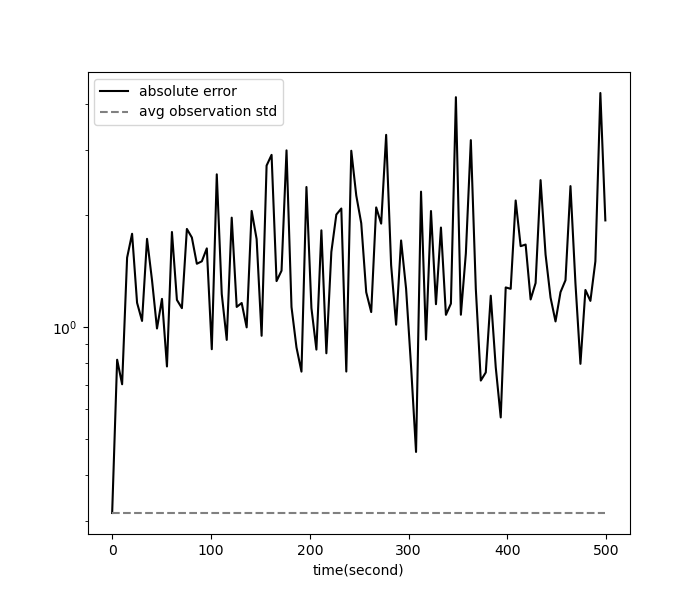 absolute error
avg observation std
10⁰
0 100 200 300 400 500
time(second)